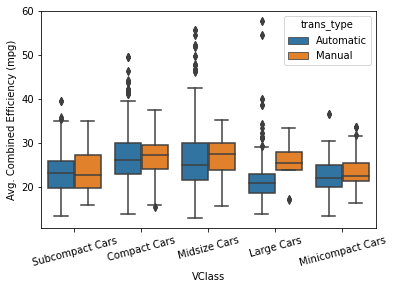 60
50
40
30
20
Avg. Combined Efficiency (mpg)
trans_type
Automatic
Manual
Subcompact Cars
Compact Cars
Midsize Cars
Large Cars
Minicompact Cars
VClass